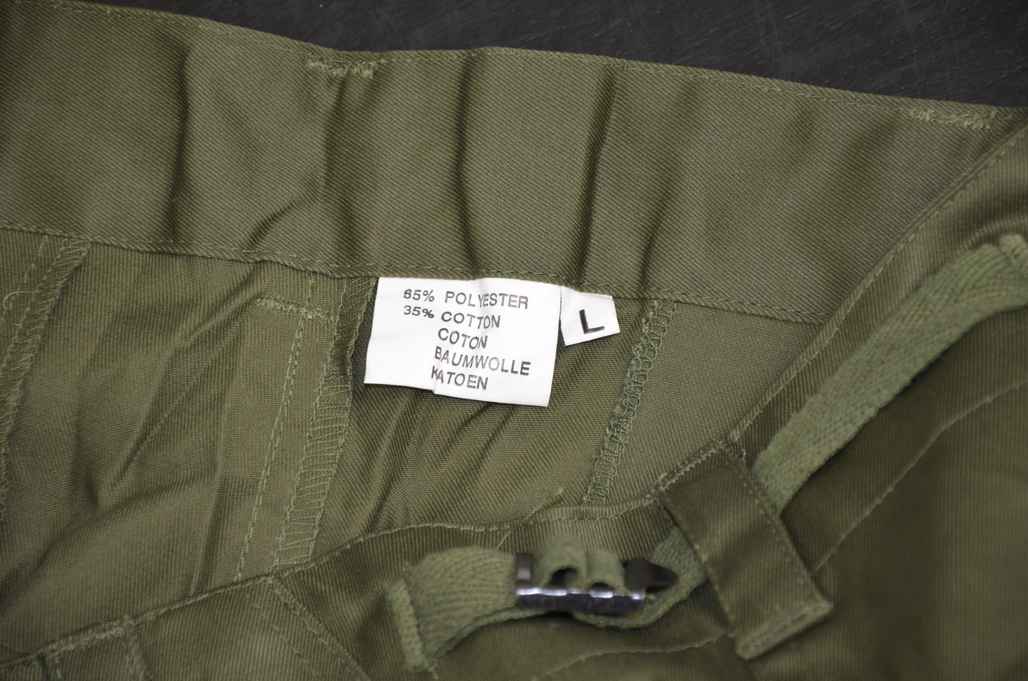 65% POLYESTER
35% COTTON
COTON
BAUMWOLLE
KATOEN
L